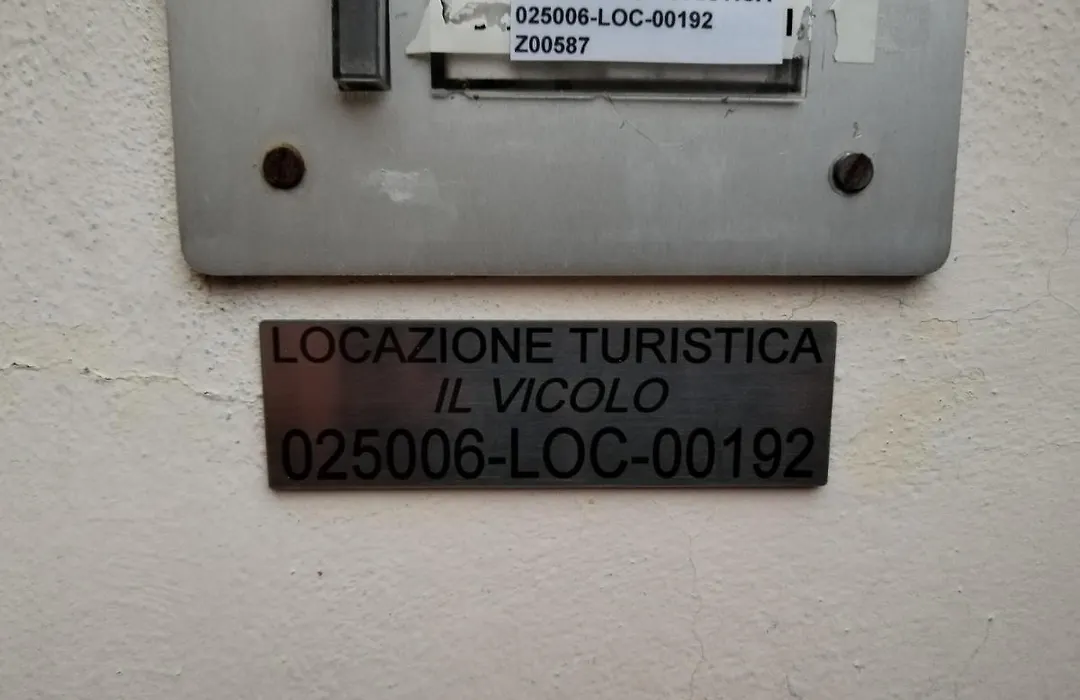 025006-LOC-00192
Z00587
LOCAZIONE TURISTICA
IL VICOLO
025006-LOC-00192